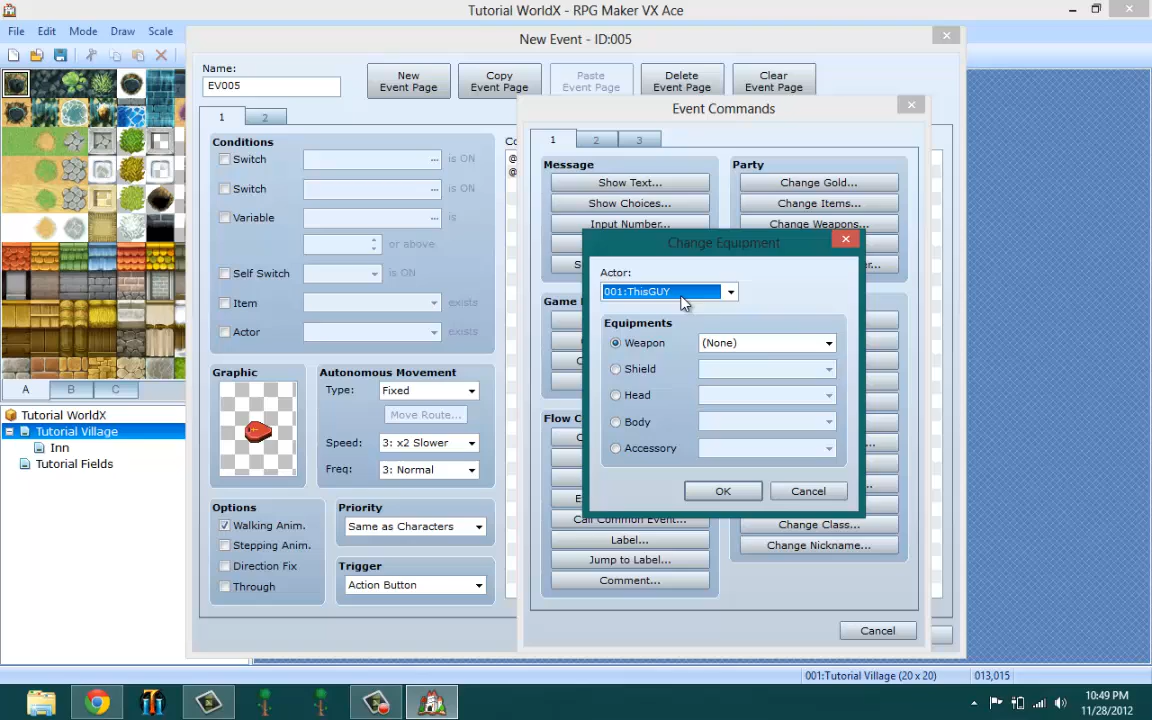 Tutorial WorldX - RPG Maker VX Ace
File Edit Mode Draw Scale
New Event - ID:005
Name:
EV005
New Event Page
Copy Event Page
Paste Event Page
Delete Event Page
Clear Event Page
1 2
Conditions
Switch ... is ON
Switch ... is ON
Variable ... is
or above
Self Switch is ON
Item exists
Actor exists
Graphic
Autonomous Movement
Type: Fixed
Move Route...
Speed: 3: x2 Slower
Freq: 3: Normal
Options
Walking Anim.
Stepping Anim.
Direction Fix
Through
Priority
Same as Characters
Trigger
Action Button
Event Commands
1 2 3
Message
Show Text...
Show Choices...
Input Number...
Party
Change Gold...
Change Items...
Change Weapons...
Flow C
Call Common Event...
Label...
Jump to Label...
Comment...
Change Class...
Change Nickname...
Cancel
Change Equipment
Actor:
001:ThisGUY
Equipments
Weapon (None)
Shield
Head
Body
Accessory
OK Cancel
A B C
Tutorial WorldX
Tutorial Village
Inn
Tutorial Fields
001:Tutorial Village (20 x 20) 013,015
10:49 PM
11/28/2012